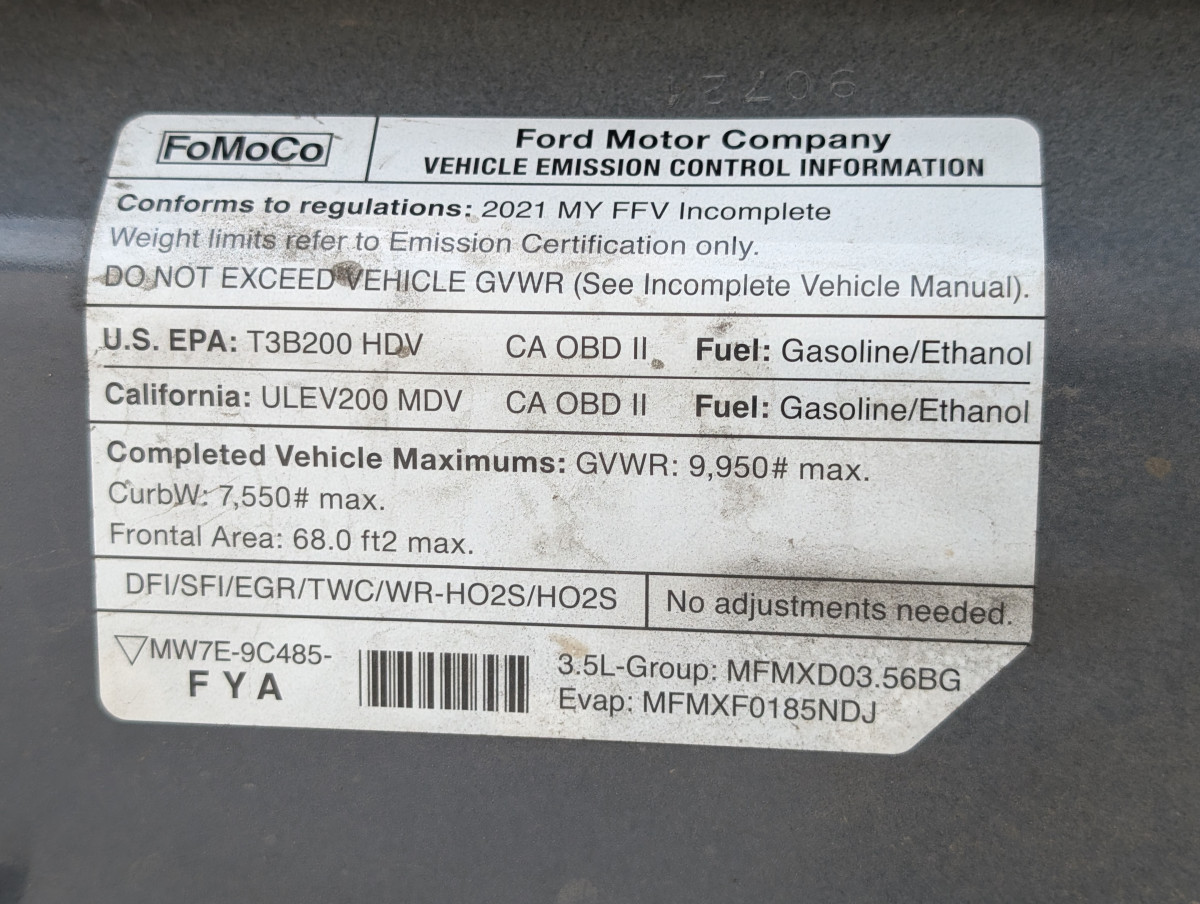 90721
FoMoCo
Ford Motor Company
VEHICLE EMISSION CONTROL INFORMATION
Conforms to regulations: 2021 MY FFV Incomplete
Weight limits refer to Emission Certification only.
DO NOT EXCEED VEHICLE GVWR (See Incomplete Vehicle Manual).
U.S. EPA: T3B200 HDV CA OBD II Fuel: Gasoline/Ethanol
California: ULEV200 MDV CA OBD II Fuel: Gasoline/Ethanol
Completed Vehicle Maximums: GVWR: 9,950# max.
CurbW: 7,550# max.
Frontal Area: 68.0 ft2 max.
DFI/SFI/EGR/TWC/WR-HO2S/HO2S
No adjustments needed.
MW7E-9C485-
FYA
3.5L-Group: MFMXD03.56BG
Evap: MFMXF0185NDJ